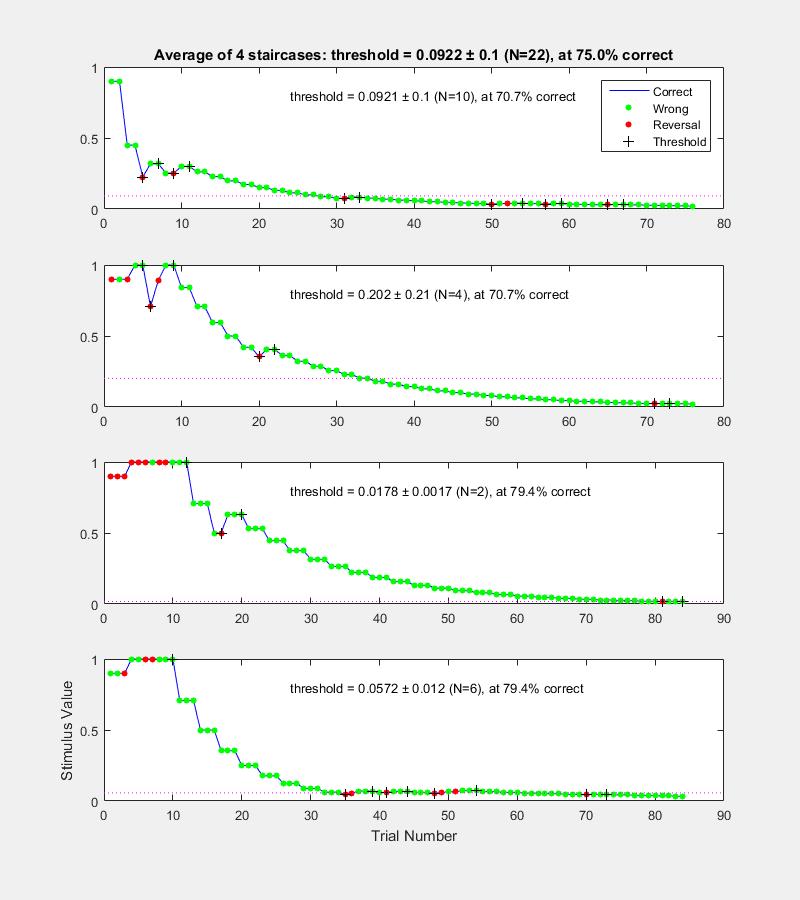 Average of 4 staircases: threshold = 0.0922 ± 0.1 (N=22), at 75.0% correct
threshold = 0.0921 ± 0.1 (N=10), at 70.7% correct
Correct
Wrong
Reversal
Threshold
1
0.5
0
0 10 20 30 40 50 60 70 80
threshold = 0.202 ± 0.21 (N=4), at 70.7% correct
1
0.5
0
0 10 20 30 40 50 60 70 80
threshold = 0.0178 ± 0.0017 (N=2), at 79.4% correct
1
0.5
0
0 10 20 30 40 50 60 70 80 90
threshold = 0.0572 ± 0.012 (N=6), at 79.4% correct
Stimulus Value
1
0.5
0
0 10 20 30 40 50 60 70 80 90
Trial Number